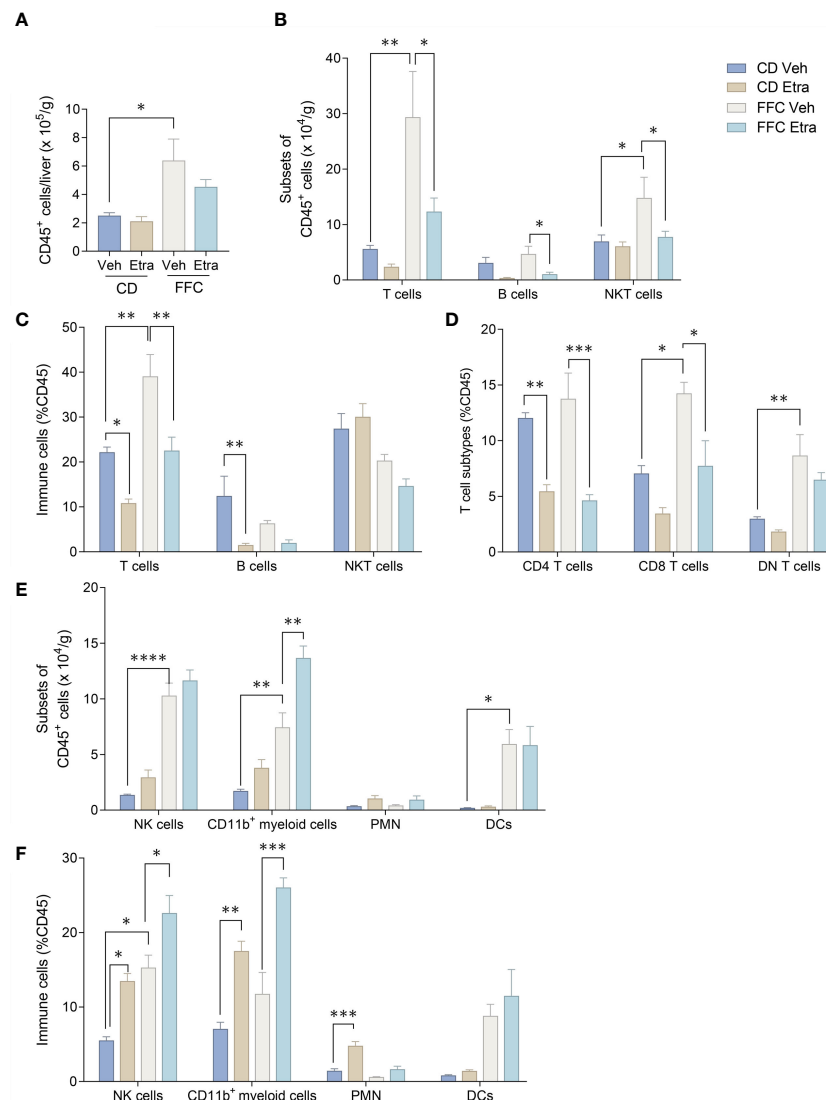 A
CD45⁺ cells/liver (x 10⁵/g)
10
8
6
4
2
0
*
Veh Etra Veh Etra
CD FFC
B
Subsets of
CD45⁺ cells (x 10⁴/g)
40
30
20
10
0
** *
*
* *
T cells B cells NKT cells
CD Veh
CD Etra
FFC Veh
FFC Etra
C
Immune cells (%CD45)
50
40
30
20
10
0
** **
*
**
T cells B cells NKT cells
D
T cell subtypes (%CD45)
20
15
10
5
0
** ***
* *
**
CD4 T cells CD8 T cells DN T cells
E
Subsets of
CD45⁺ cells (x 10⁴/g)
20
15
10
5
0
****
** **
*
NK cells CD11b⁺ myeloid cells PMN DCs
F
Immune cells (%CD45)
30
20
10
0
* * *
** ***
***
NK cells CD11b⁺ myeloid cells PMN DCs